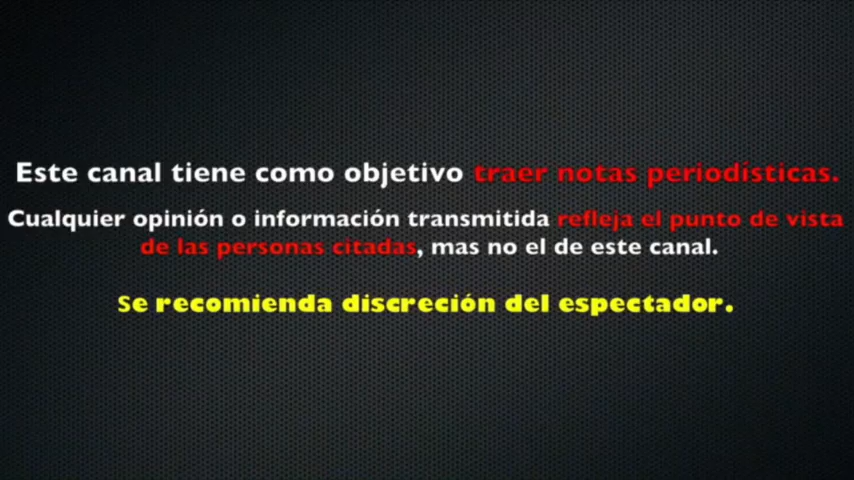 Este canal tiene como objetivo traer notas periodísticas.
Cualquier opinión o información transmitida refleja el punto de vista
de las personas citadas, mas no el de este canal.
Se recomienda discreción del espectador.